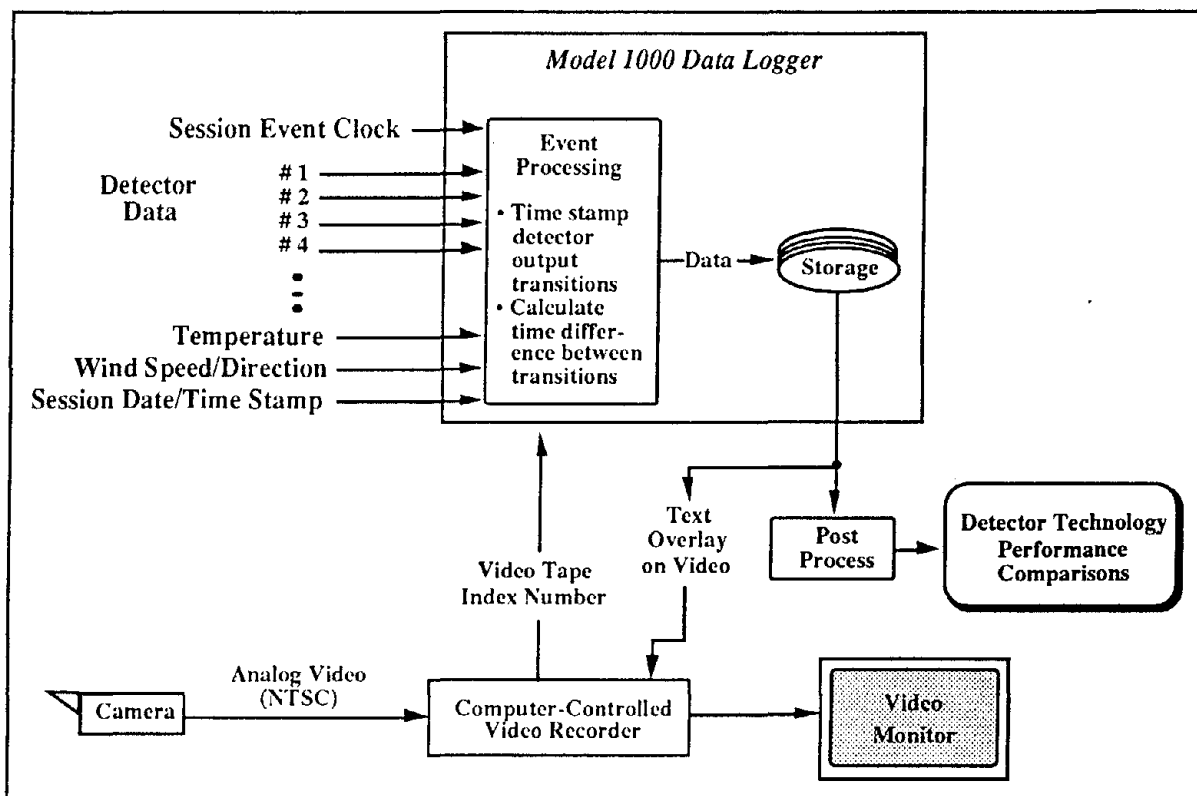 Model 1000 Data Logger
Session Event Clock
Detector
Data
#1
#2
#3
#4
Temperature
Wind Speed/Direction
Session Date/Time Stamp
Event
Processing
• Time stamp
detector
output
transitions
• Calculate
time differ-
ence between
transitions
Data
Storage
Text
Overlay
on Video
Post
Process
Detector Technology
Performance
Comparisons
Video Tape
Index Number
Camera
Analog Video
(NTSC)
Computer-Controlled
Video Recorder
Video
Monitor